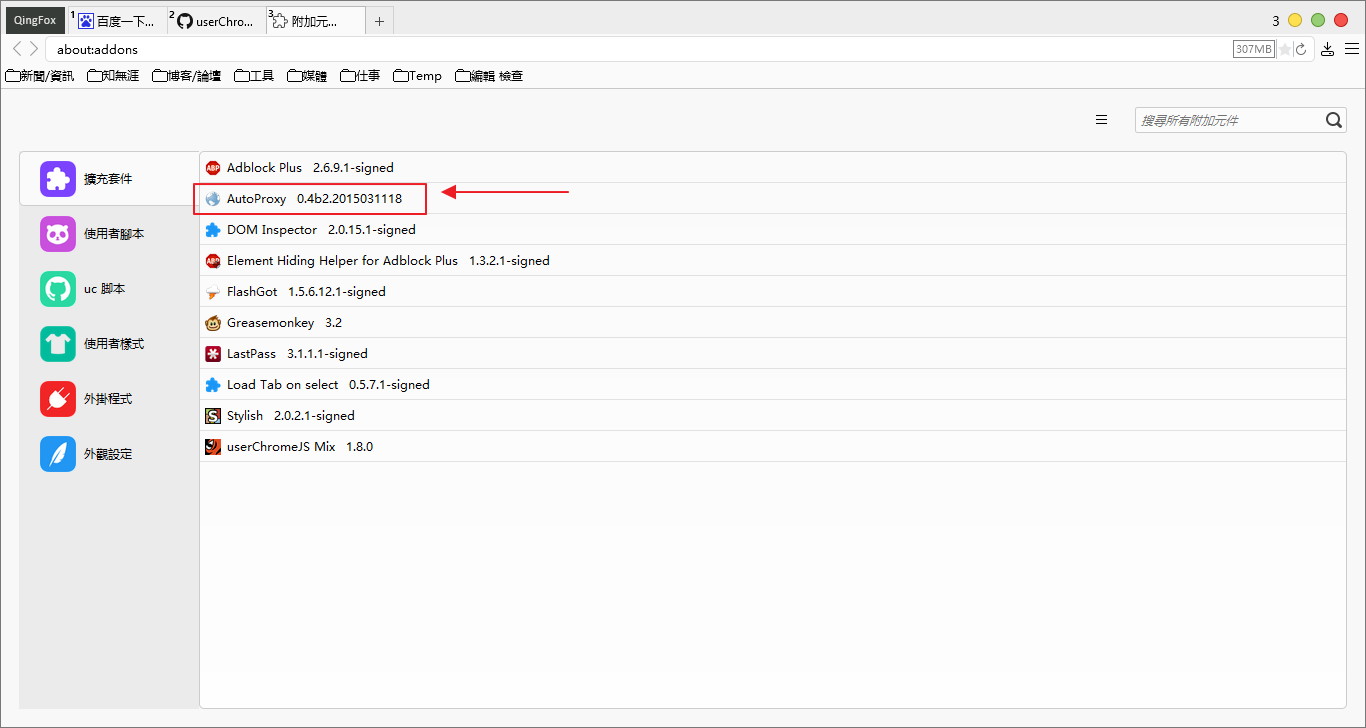 QingFox 1 百度一下... 2 userChro... 3 附加元... + 3
about:addons 307MB
新聞/資訊 知無涯 博客/論壇 工具 媒體 仕事 Temp 編輯 檢查
搜尋所有附加元件
擴充套件
使用者腳本
uc 脚本
使用者樣式
外掛程式
外觀設定
ABP Adblock Plus 2.6.9.1-signed
AutoProxy 0.4b2.2015031118
DOM Inspector 2.0.15.1-signed
ABP Element Hiding Helper for Adblock Plus 1.3.2.1-signed
FlashGot 1.5.6.12.1-signed
Greasemonkey 3.2
LastPass 3.1.1.1-signed
Load Tab on select 0.5.7.1-signed
S Stylish 2.0.2.1-signed
userChromeJS Mix 1.8.0